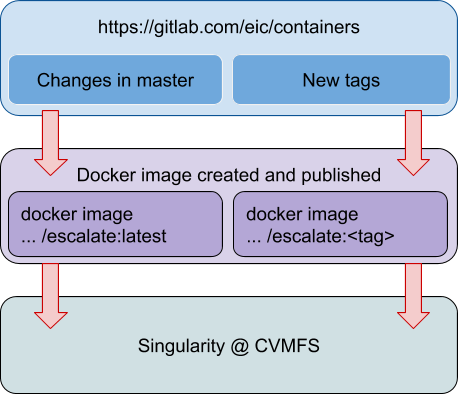 https://gitlab.com/eic/containers
Changes in master
New tags
Docker image created and published
docker image
... /escalate:latest
docker image
... /escalate:<tag>
Singularity @ CVMFS